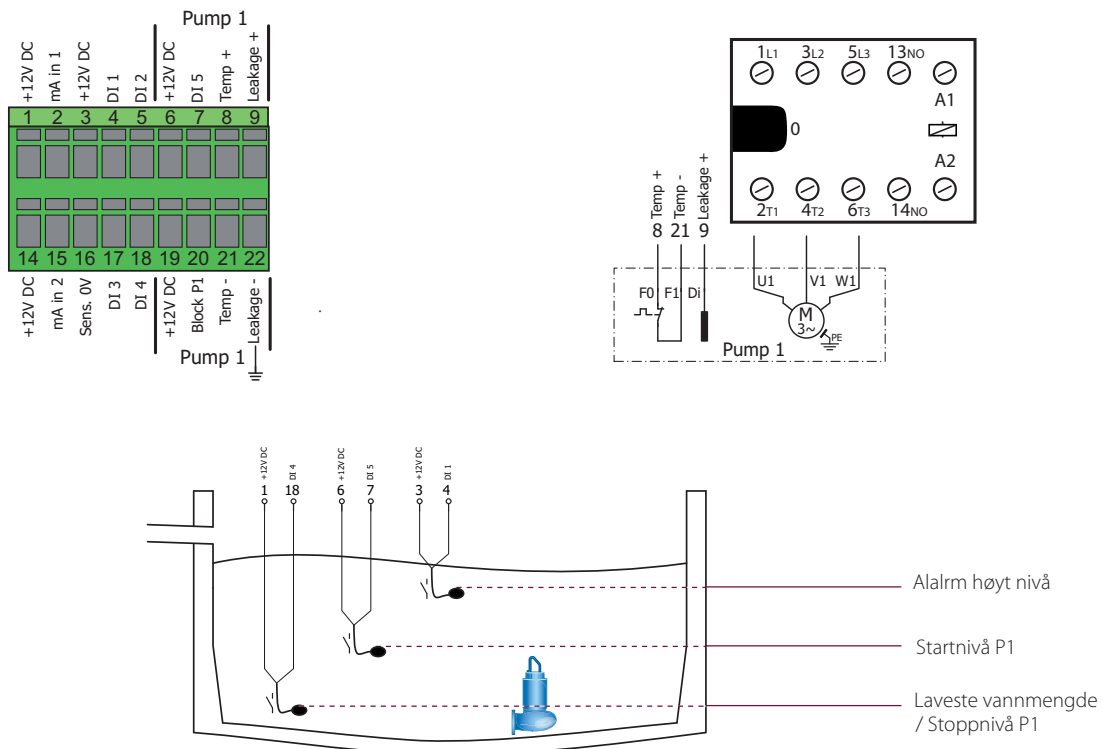 Pump 1
+12V DC
mA in 1
+12V DC
DI 1
DI 2
+12V DC
DI 5
Temp +
Leakage +
1 2 3 4 5 6 7 8 9
14 15 16 17 18 19 20 21 22
+12V DC
mA in 2
Sens. 0V
DI 3
DI 4
+12V DC
Block P1
Temp -
Leakage -
Pump 1
1L1 3L2 5L3 13NO
A1
0
A2
2T1 4T2 6T3 14NO
Temp +
Temp -
Leakage +
8 21 9
F0 F1 Di
U1 V1 W1
M
3~
PE
Pump 1
+12V DC
DI 4
+12V DC
DI 5
+12V DC
DI 1
1 18 6 7 3 4
Alalrm høyt nivå
Startnivå P1
Laveste vannmengde
/ Stoppnivå P1